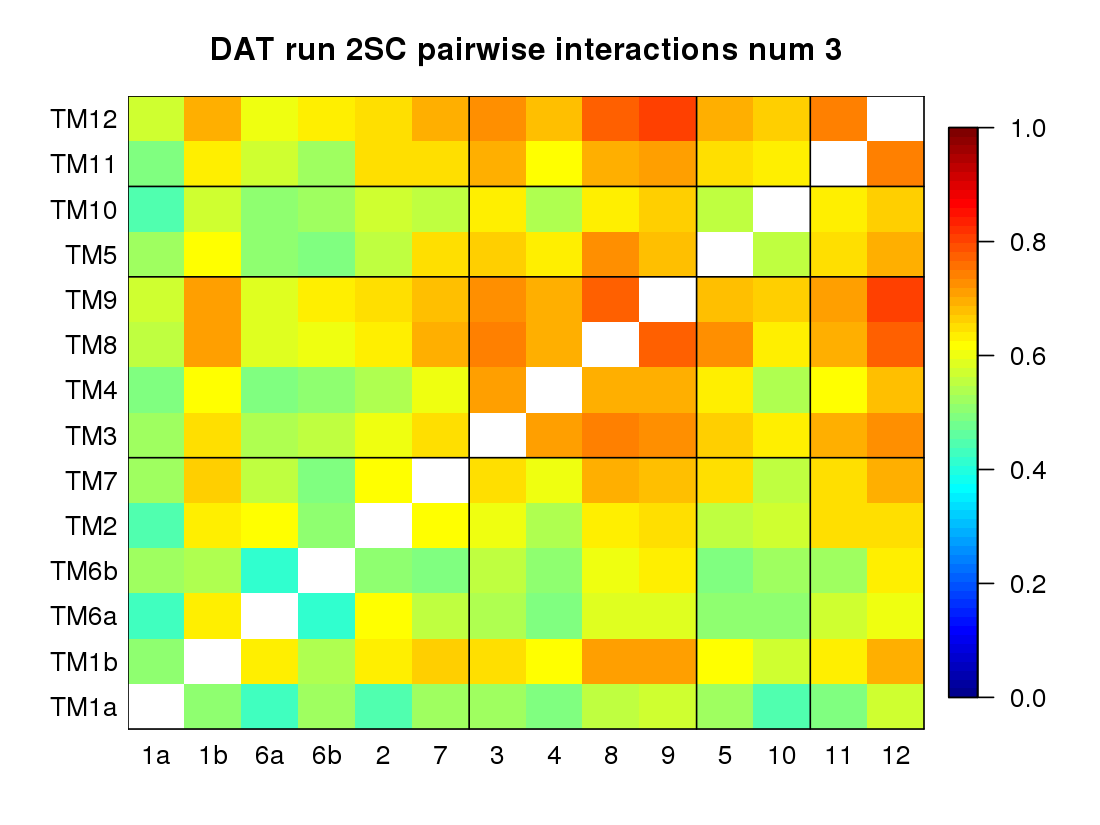 DAT run 2SC pairwise interactions num 3
TM12
TM11
TM10
TM5
TM9
TM8
TM4
TM3
TM7
TM2
TM6b
TM6a
TM1b
TM1a
1a 1b 6a 6b 2 7 3 4 8 9 5 10 11 12
1.0
0.8
0.6
0.4
0.2
0.0